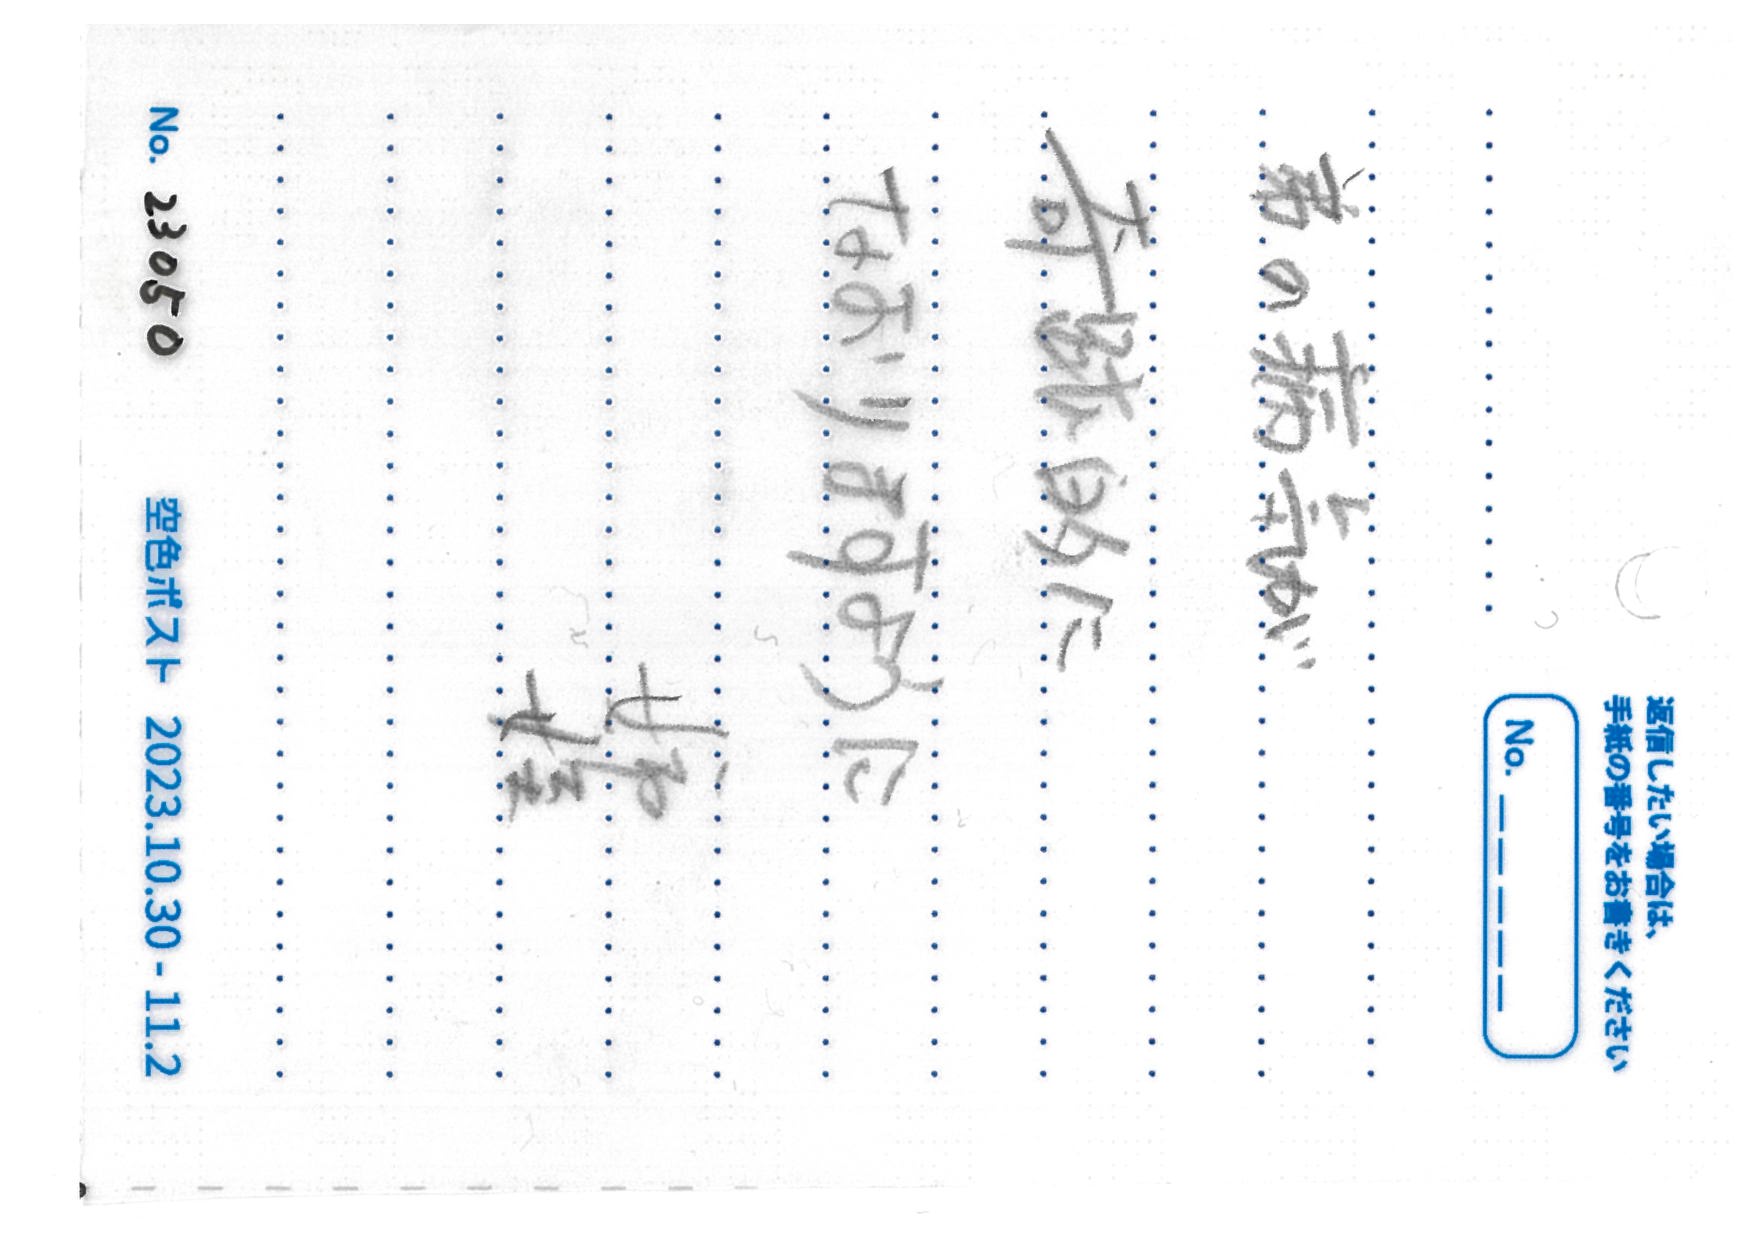 返信したい場合は、
手紙の番号をお書きください
No. _ _ _ _ _
弟の病気が
奇跡的に
なおりますように
姉
姪
No. 23050 空色ポスト 2023.10.30 - 11.2